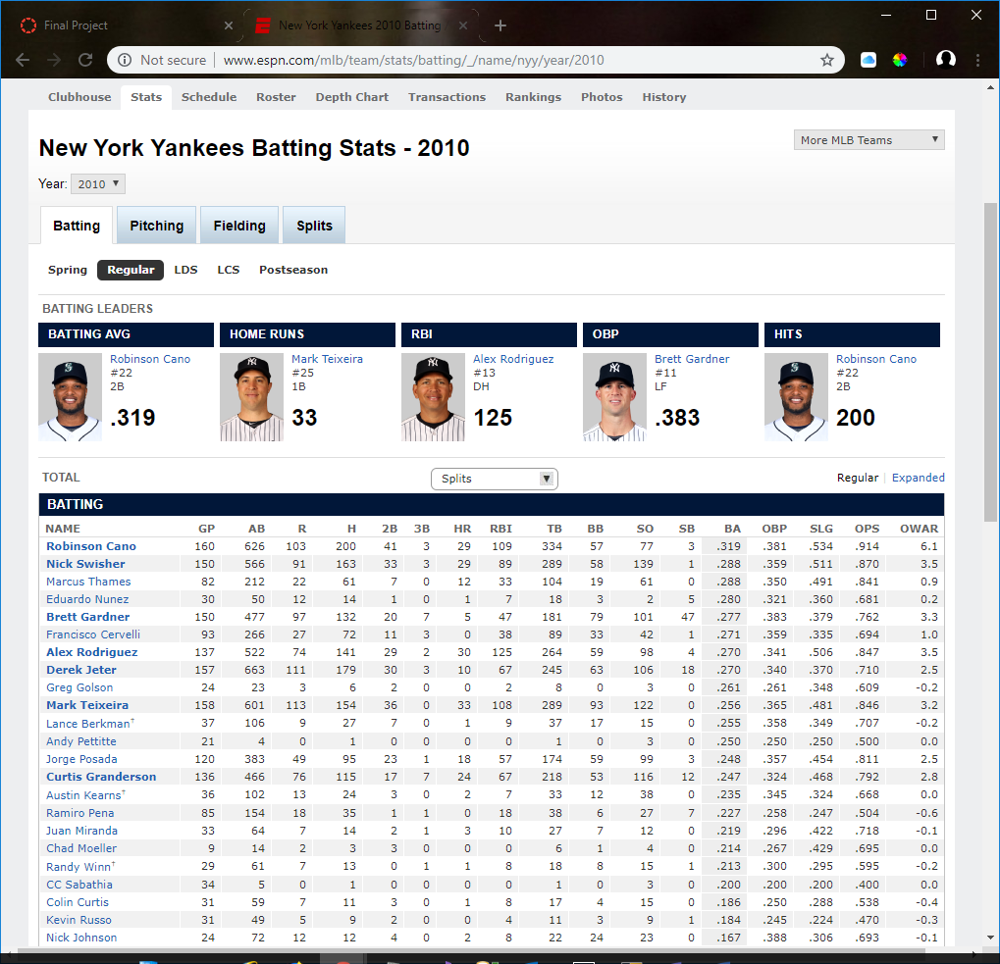 Final Project
New York Yankees 2010 Batting
Not secure | www.espn.com/mlb/team/stats/batting/_/name/nyy/year/2010
Clubhouse Stats Schedule Roster Depth Chart Transactions Rankings Photos History
New York Yankees Batting Stats - 2010
More MLB Teams
Year: 2010
Batting Pitching Fielding Splits
Spring Regular LDS LCS Postseason
BATTING LEADERS
BATTING AVG HOME RUNS RBI OBP HITS
Robinson Cano Mark Teixeira Alex Rodriguez Brett Gardner Robinson Cano
#22 #25 #13 #11 #22
2B 1B DH LF 2B
.319 33 125 .383 200
TOTAL Splits Regular | Expanded
BATTING
NAME GP AB R H 2B 3B HR RBI TB BB SO SB BA OBP SLG OPS OWAR
Robinson Cano 160 626 103 200 41 3 29 109 334 57 77 3 .319 .381 .534 .914 6.1
Nick Swisher 150 566 91 163 33 3 29 89 289 58 139 1 .288 .359 .511 .870 3.5
Marcus Thames 82 212 22 61 7 0 12 33 104 19 61 0 .288 .350 .491 .841 0.9
Eduardo Nunez 30 50 12 14 1 0 1 7 18 3 2 5 .280 .321 .360 .681 0.2
Brett Gardner 150 477 97 132 20 7 5 47 181 79 101 47 .277 .383 .379 .762 3.3
Francisco Cervelli 93 266 27 72 11 3 0 38 89 33 42 1 .271 .359 .335 .694 1.0
Alex Rodriguez 137 522 74 141 29 2 30 125 264 59 98 4 .270 .341 .506 .847 3.5
Derek Jeter 157 663 111 179 30 3 10 67 245 63 106 18 .270 .340 .370 .710 2.5
Greg Golson 24 23 3 6 2 0 0 2 8 0 3 0 .261 .261 .348 .609 -0.2
Mark Teixeira 158 601 113 154 36 0 33 108 289 93 122 0 .256 .365 .481 .846 3.2
Lance Berkman† 37 106 9 27 7 0 1 9 37 17 15 0 .255 .358 .349 .707 -0.2
Andy Pettitte 21 4 0 1 0 0 0 0 1 0 3 0 .250 .250 .250 .500 0.0
Jorge Posada 120 383 49 95 23 1 18 57 174 59 99 3 .248 .357 .454 .811 2.5
Curtis Granderson 136 466 76 115 17 7 24 67 218 53 116 12 .247 .324 .468 .792 2.8
Austin Kearns† 36 102 13 24 3 0 2 7 33 12 38 0 .235 .345 .324 .668 0.0
Ramiro Pena 85 154 18 35 1 1 0 18 38 6 27 7 .227 .258 .247 .504 -0.6
Juan Miranda 33 64 7 14 2 1 3 10 27 7 12 0 .219 .296 .422 .718 -0.1
Chad Moeller 9 14 2 3 3 0 0 0 6 1 4 0 .214 .267 .429 .695 0.0
Randy Winn† 29 61 7 13 0 1 1 8 18 8 15 1 .213 .300 .295 .595 -0.2
CC Sabathia 34 5 0 1 0 0 0 0 1 0 3 0 .200 .200 .200 .400 0.0
Colin Curtis 31 59 7 11 3 0 1 8 17 4 15 0 .186 .250 .288 .538 -0.4
Kevin Russo 31 49 5 9 2 0 0 4 11 3 9 1 .184 .245 .224 .470 -0.3
Nick Johnson 24 72 12 12 4 0 2 8 22 24 23 0 .167 .388 .306 .693 -0.1